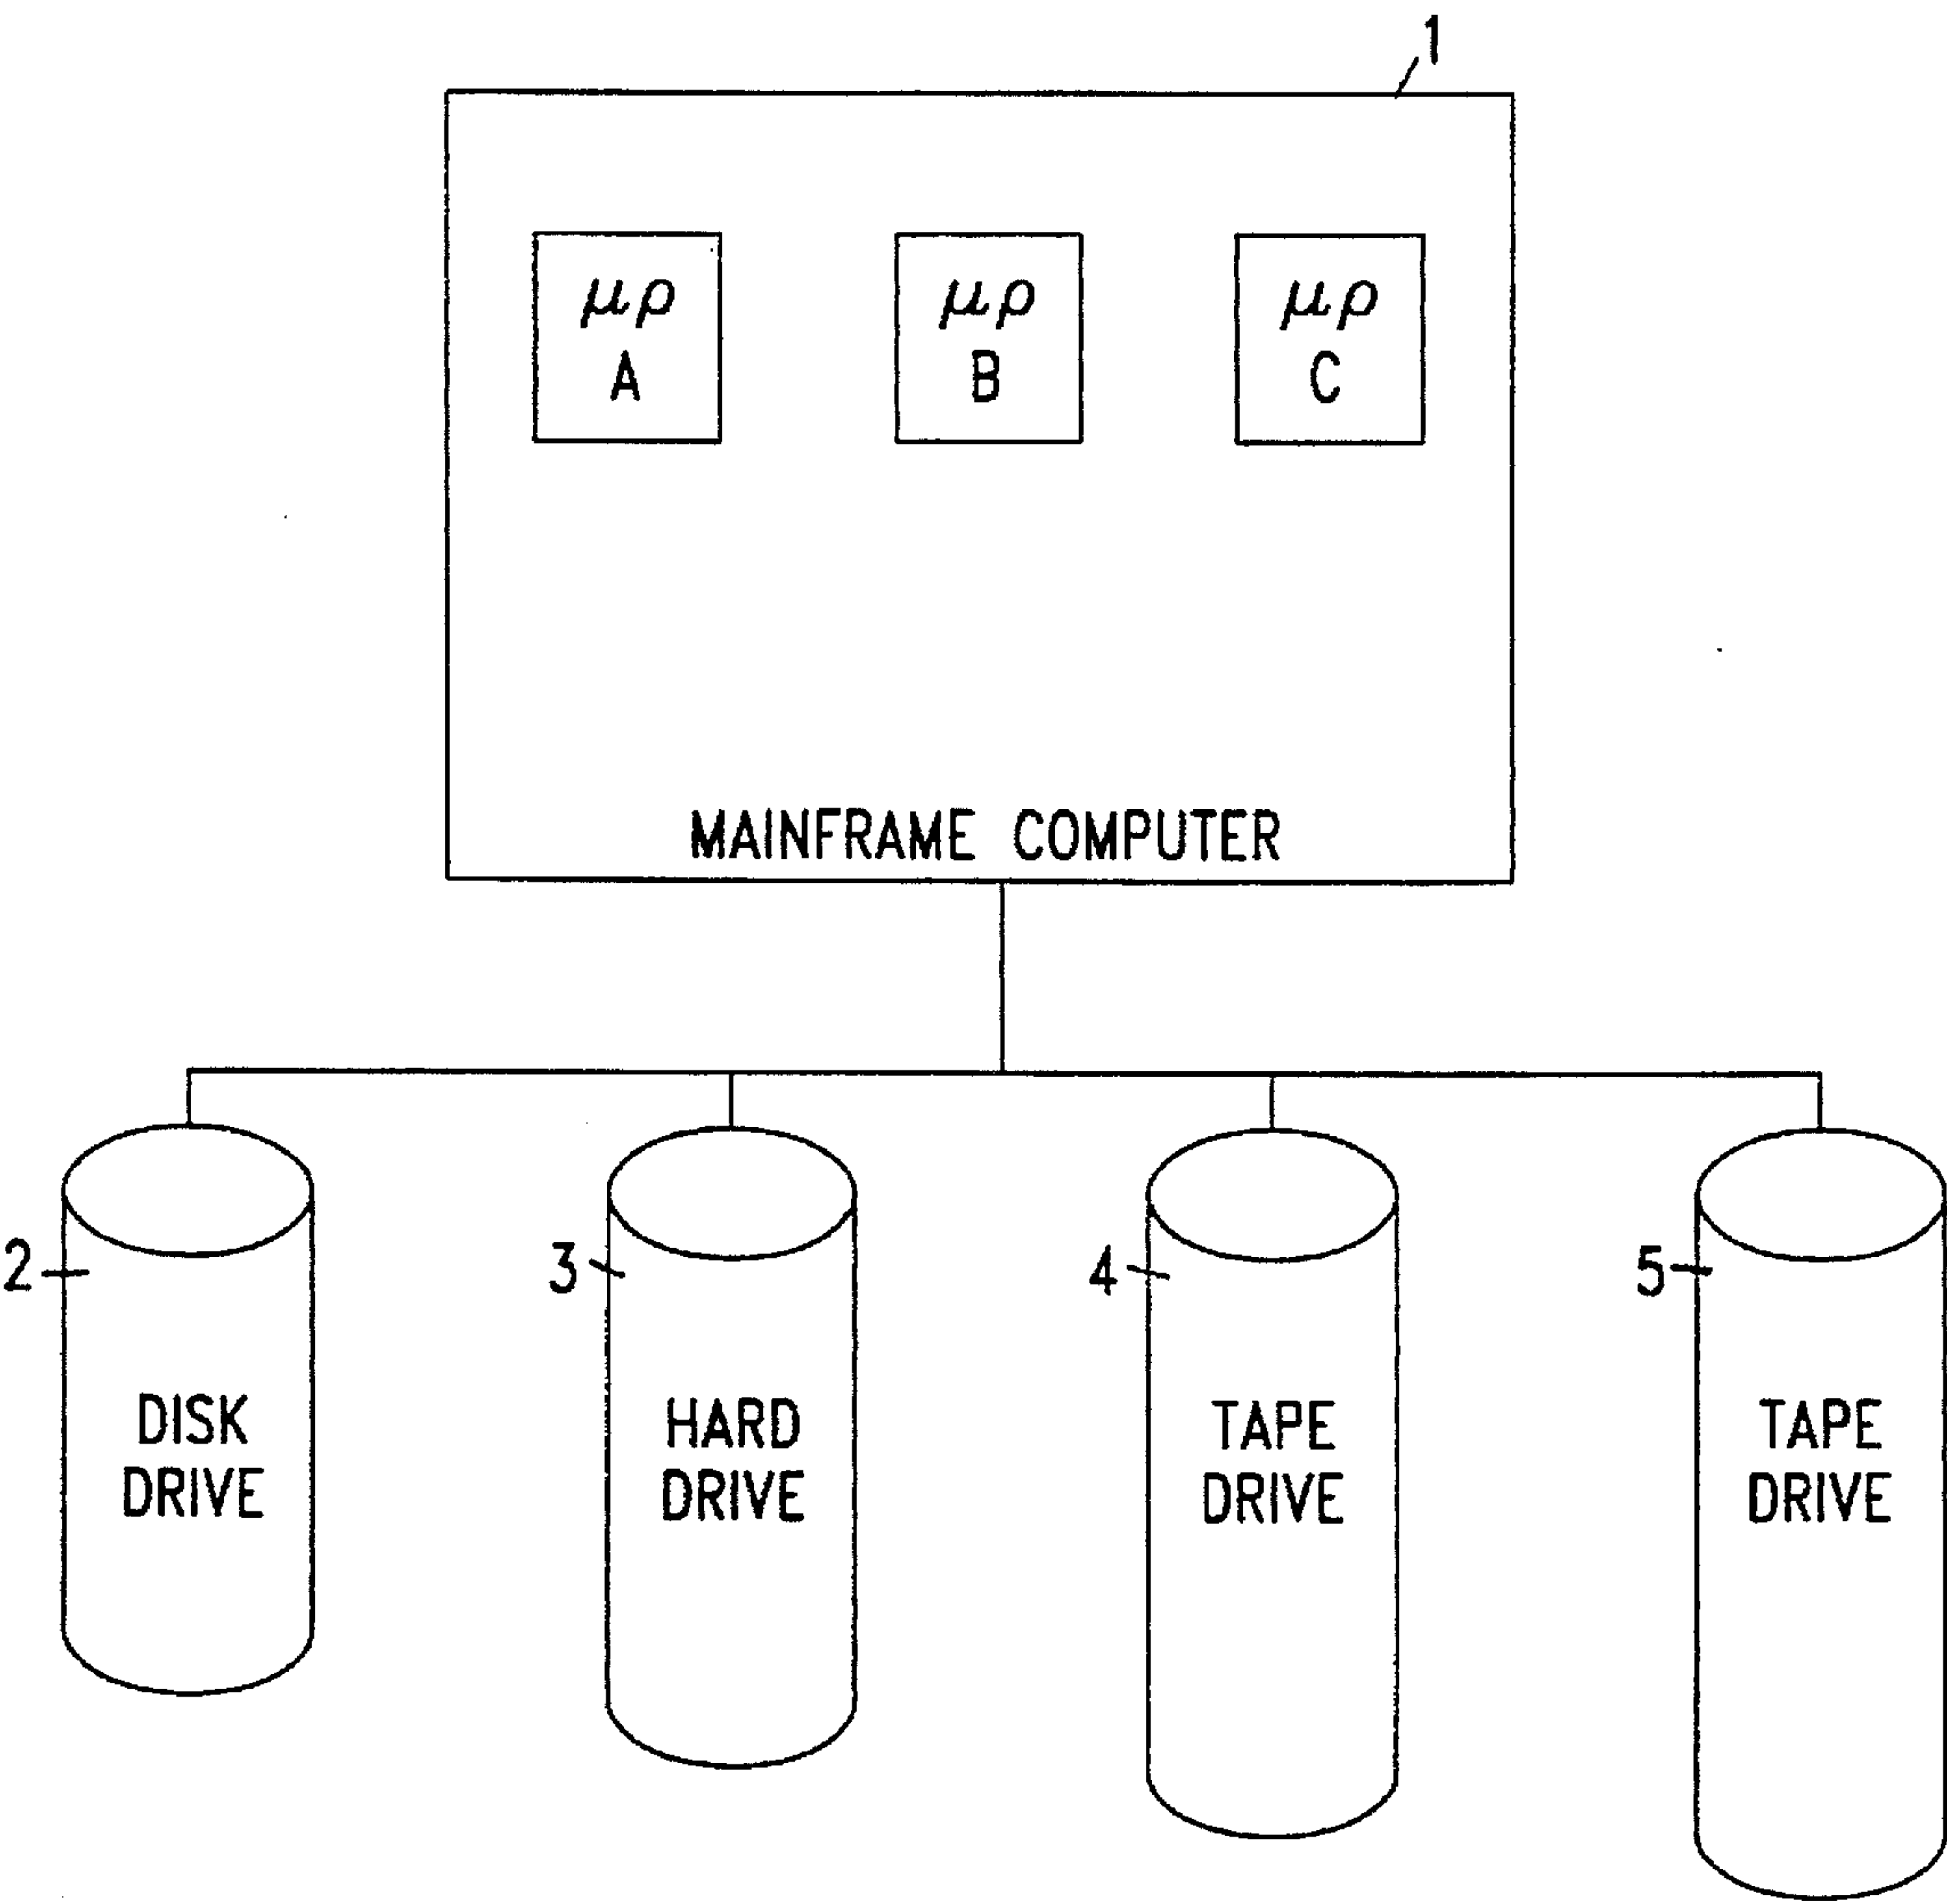 1
μρ μρ μρ
A B C
MAINFRAME COMPUTER
2 3 4 5
DISK HARD TAPE TAPE
DRIVE DRIVE DRIVE DRIVE